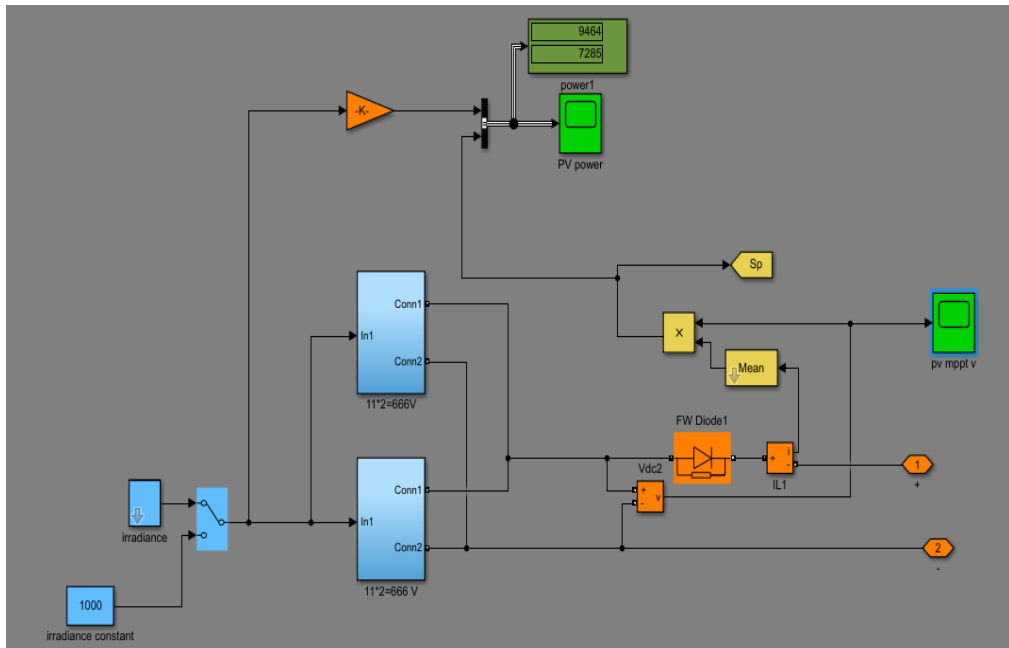 9464
7285
power1
-K-
PV power
Sp
Conn1
In1
Conn2
11*2=666V
×
Mean
pv mppt v
FW Diode1
Vdc2
+
-
v
+
i
-
IL1
1
+
Conn1
In1
Conn2
11*2=666 V
2
-
irradiance
1000
irradiance constant